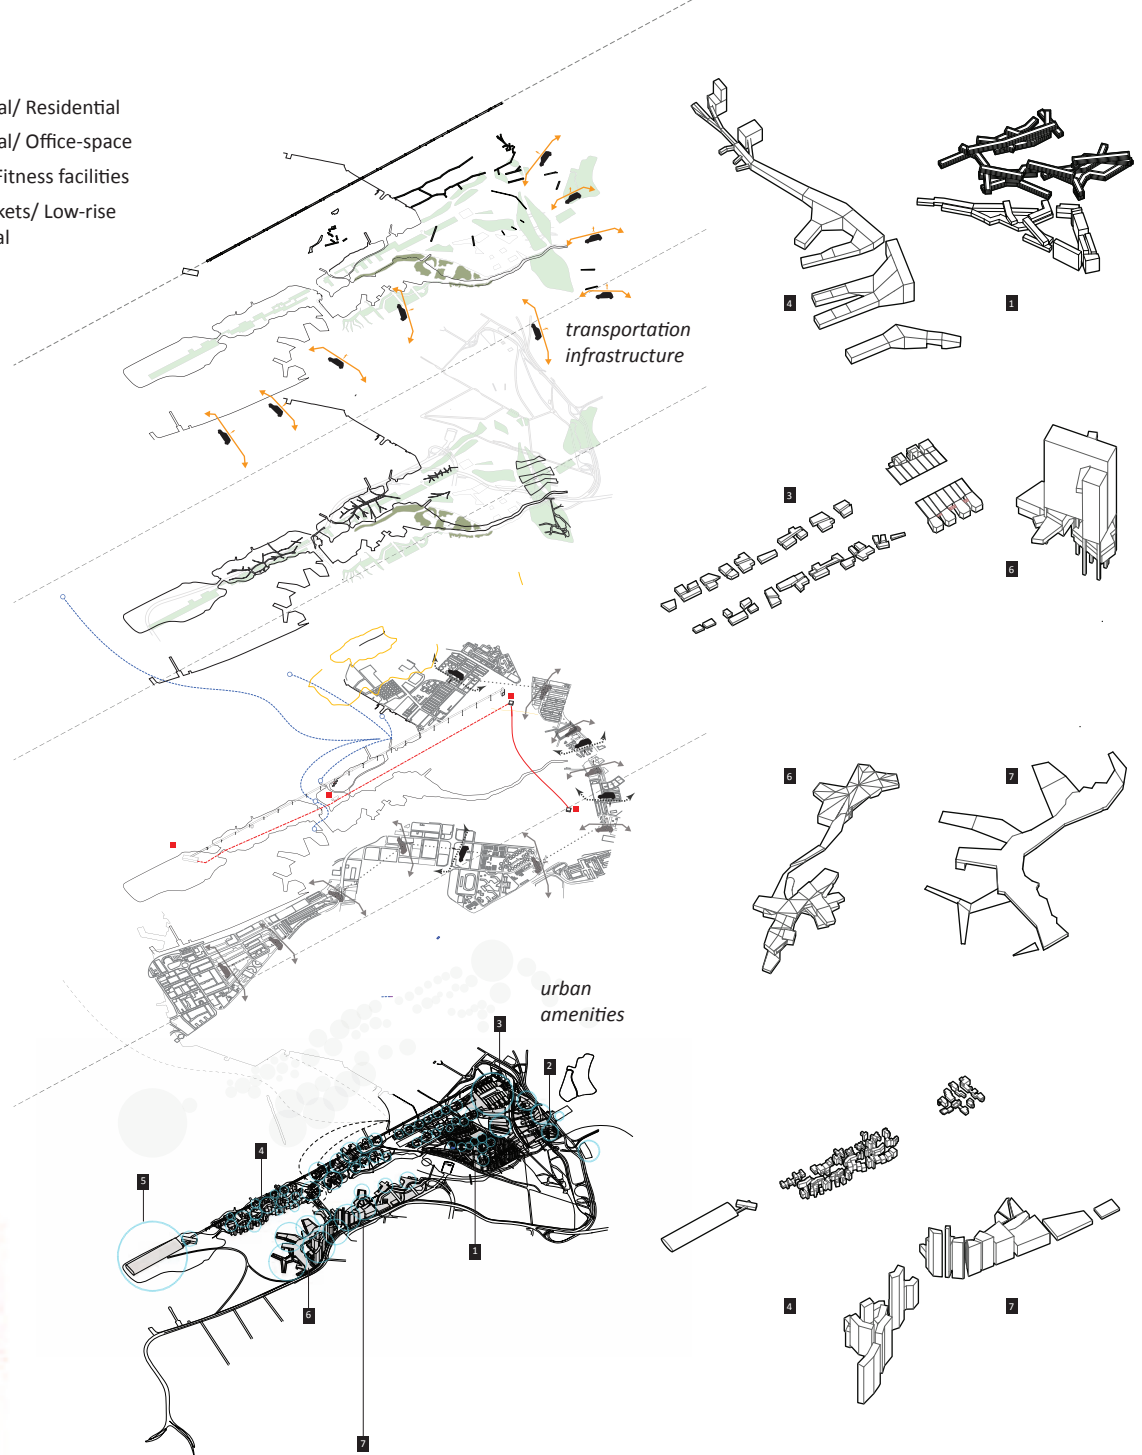 al/ Residential
al/ Office-space
Fitness facilities
kets/ Low-rise
al
transportation
infrastructure
4
1
3
6
6
7
urban
amenities
3
2
4
5
1
6
7
4
7